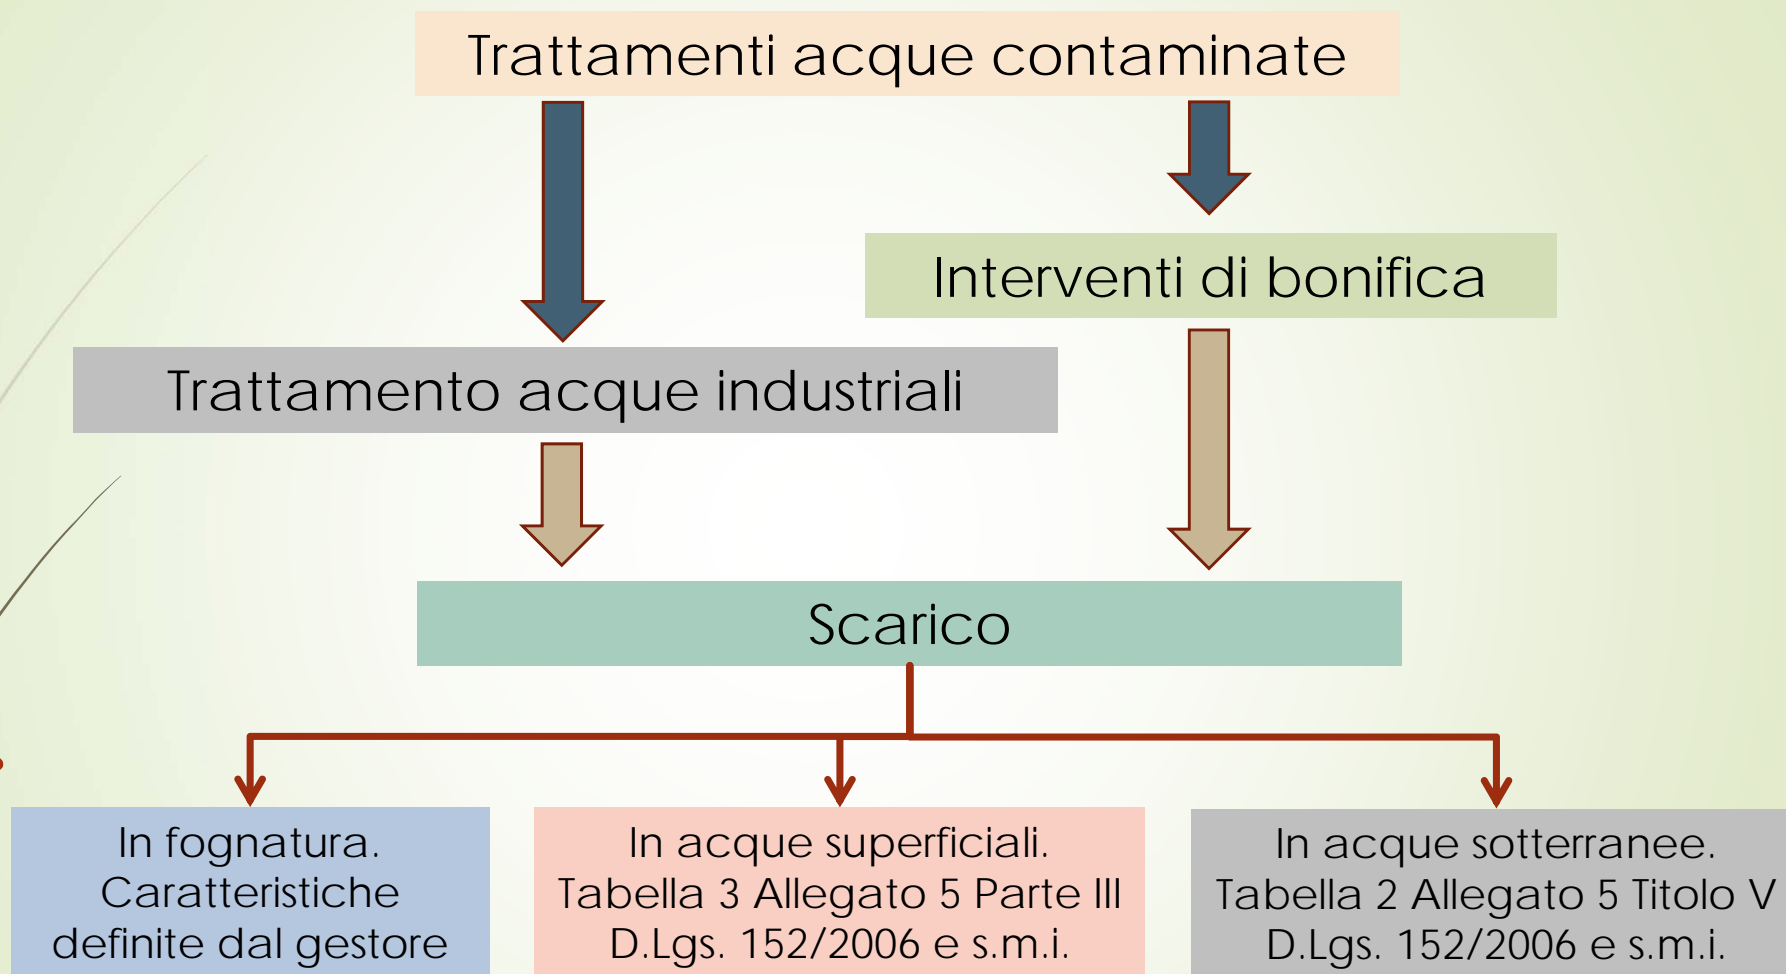 Trattamenti acque contaminate
Interventi di bonifica
Trattamento acque industriali
Scarico
In fognatura.
Caratteristiche
definite dal gestore
In acque superficiali.
Tabella 3 Allegato 5 Parte III
D.Lgs. 152/2006 e s.m.i.
In acque sotterranee.
Tabella 2 Allegato 5 Titolo V
D.Lgs. 152/2006 e s.m.i.